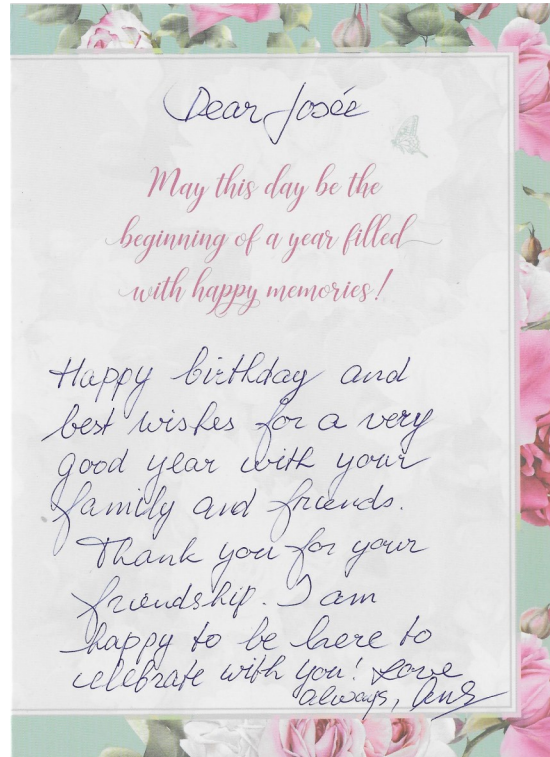 Dear Josée
May this day be the
beginning of a year filled
with happy memories!
Happy birthday and
best wishes for a very
good year with your
family and friends.
Thank you for your
friendship. I am
happy to be here to
celebrate with you! Love
always,